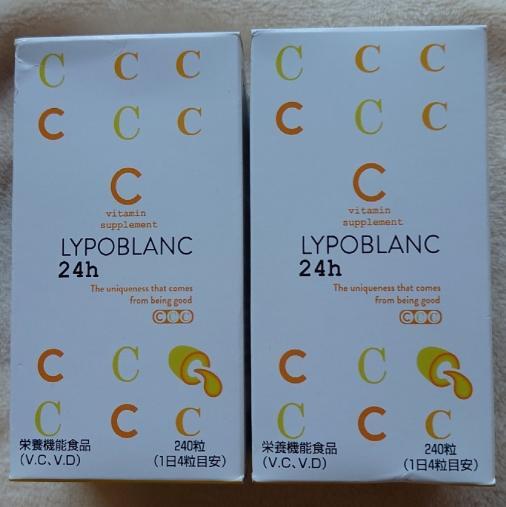 C C C
C C C
C
vitamin
supplement
LYPOBLANC
24h
The uniqueness that comes
from being good
CCC
C C
C C C
栄養機能食品
(V.C、V.D)
240粒
(1日4粒目安)
C C C
C C C
C
vitamin
supplement
LYPOBLANC
24h
The uniqueness that comes
from being good
CCC
C C
C C C
栄養機能食品
(V.C、V.D)
240粒
(1日4粒目安)